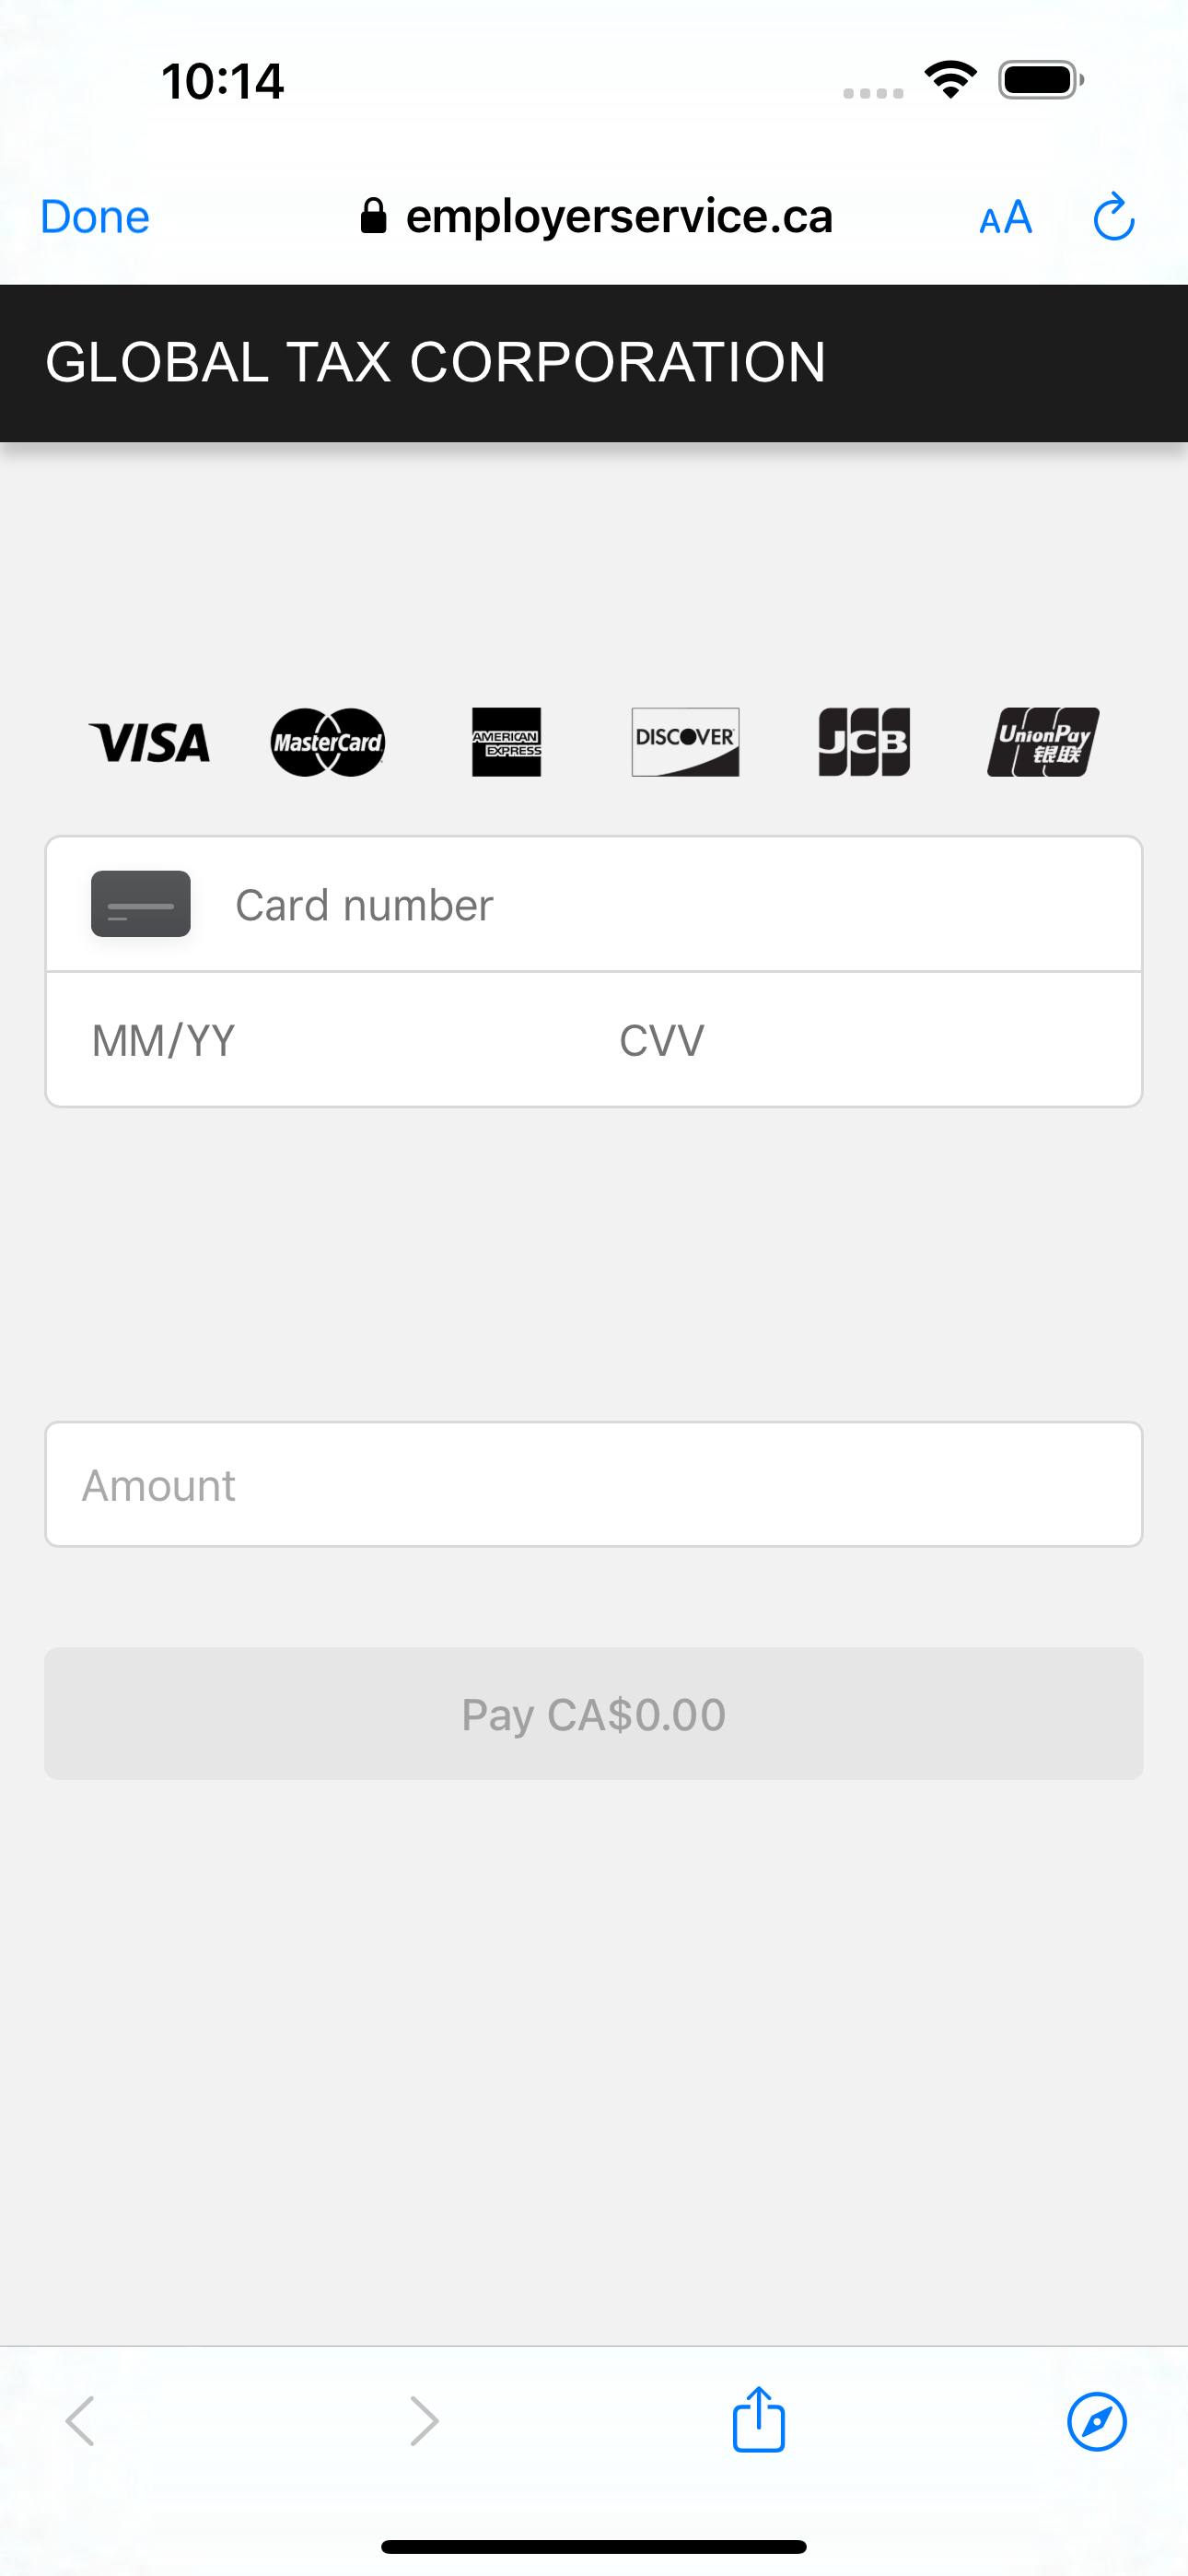 10:14
Done employerservice.ca AA
GLOBAL TAX CORPORATION
VISA MasterCard AMERICAN EXPRESS DISCOVER JCB UnionPay 银联
Card number
MM/YY CVV
Amount
Pay CA$0.00